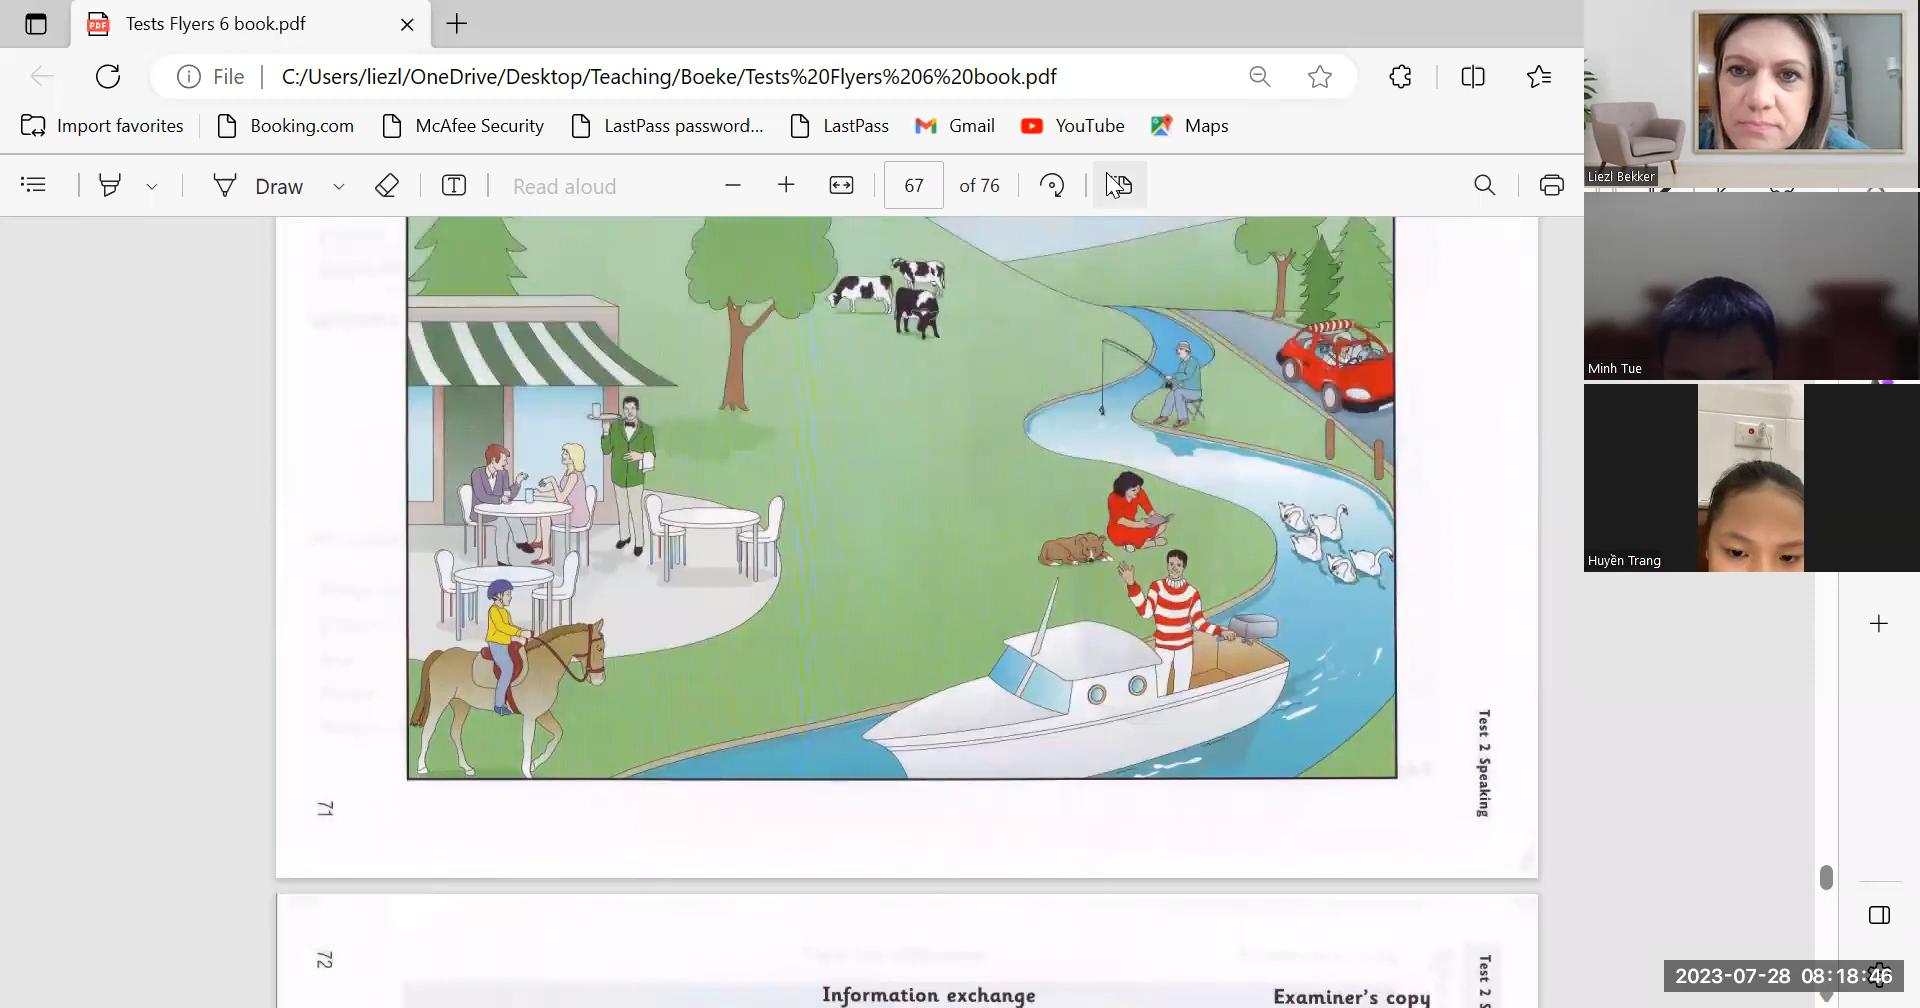 Tests Flyers 6 book.pdf
File
C:/Users/liezl/OneDrive/Desktop/Teaching/Boeke/Tests%20Flyers%206%20book.pdf
Import favorites
Booking.com
McAfee Security
LastPass password...
LastPass
Gmail
YouTube
Maps
Draw
Read aloud
67
of 76
Liezl Bekker
Minh Tue
Huyền Trang
Test 2 Speaking
71
72
Test 2 S
Information exchange
Examiner's copy
2023-07-28 08:18:46